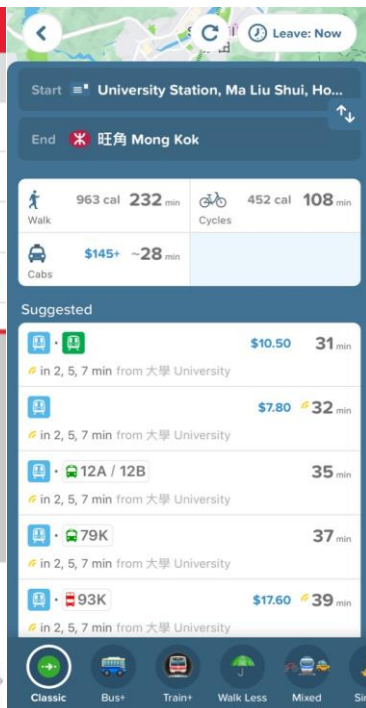 Leave: Now
Start University Station, Ma Liu Shui, Ho...
End 旺角 Mong Kok
963 cal 232 min
Walk
452 cal 108 min
Cycles
$145+ ~28 min
Cabs
Suggested
$10.50 31 min
in 2, 5, 7 min from 大學 University
$7.80 32 min
in 2, 5, 7 min from 大學 University
12A / 12B 35 min
in 2, 5, 7 min from 大學 University
79K 37 min
in 2, 5, 7 min from 大學 University
93K $17.60 39 min
in 2, 5, 7 min from 大學 University
Classic Bus+ Train+ Walk Less Mixed